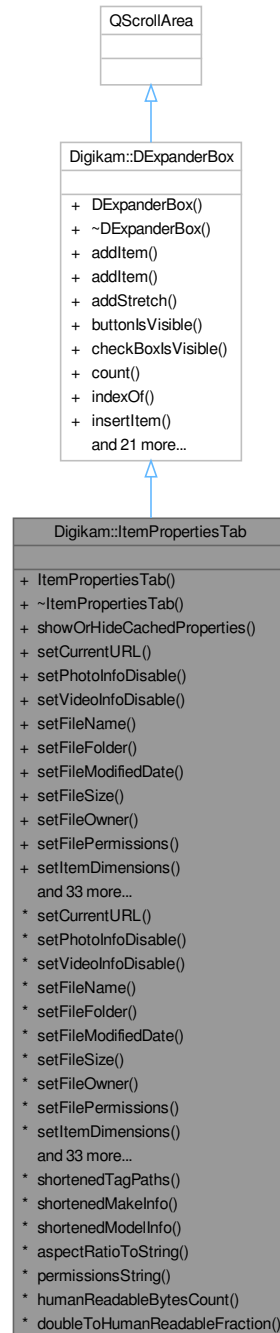 QScrollArea
Digikam::DExpanderBox
+ DExpanderBox()
+ ~DExpanderBox()
+ addItem()
+ addItem()
+ addStretch()
+ buttonIsVisible()
+ checkBoxIsVisible()
+ count()
+ indexOf()
+ insertItem()
and 21 more...
Digikam::ItemPropertiesTab
+ ItemPropertiesTab()
+ ~ItemPropertiesTab()
+ showOrHideCachedProperties()
+ setCurrentURL()
+ setPhotoInfoDisable()
+ setVideoInfoDisable()
+ setFileName()
+ setFileFolder()
+ setFileModifiedDate()
+ setFileSize()
+ setFileOwner()
+ setFilePermissions()
+ setItemDimensions()
and 33 more...
* setCurrentURL()
* setPhotoInfoDisable()
* setVideoInfoDisable()
* setFileName()
* setFileFolder()
* setFileModifiedDate()
* setFileSize()
* setFileOwner()
* setFilePermissions()
* setItemDimensions()
and 33 more...
* shortenedTagPaths()
* shortenedMakeInfo()
* shortenedModelInfo()
* aspectRatioToString()
* permissionsString()
* humanReadableBytesCount()
* doubleToHumanReadableFraction()